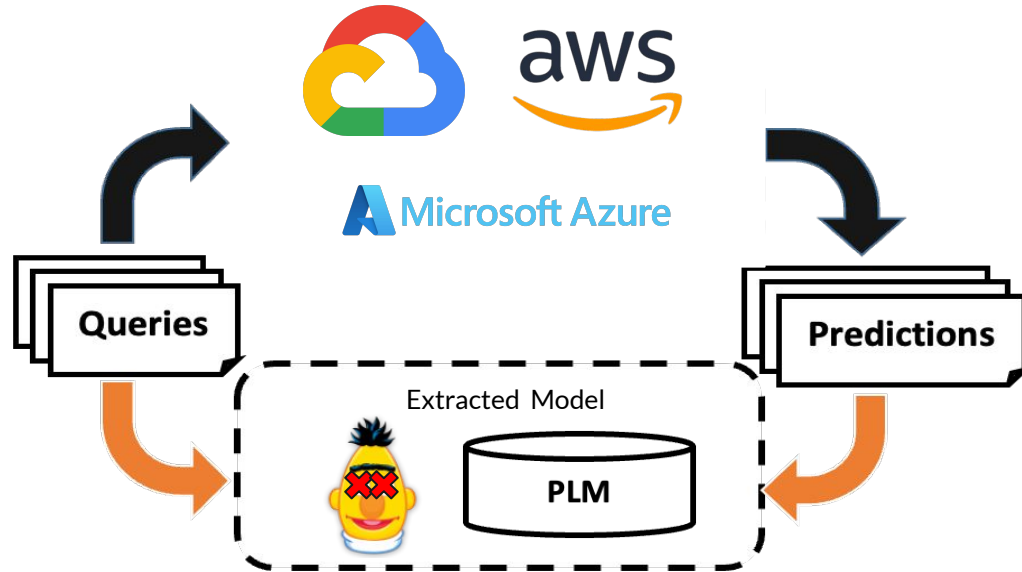 aws
Microsoft Azure
Queries
Predictions
Extracted Model
PLM